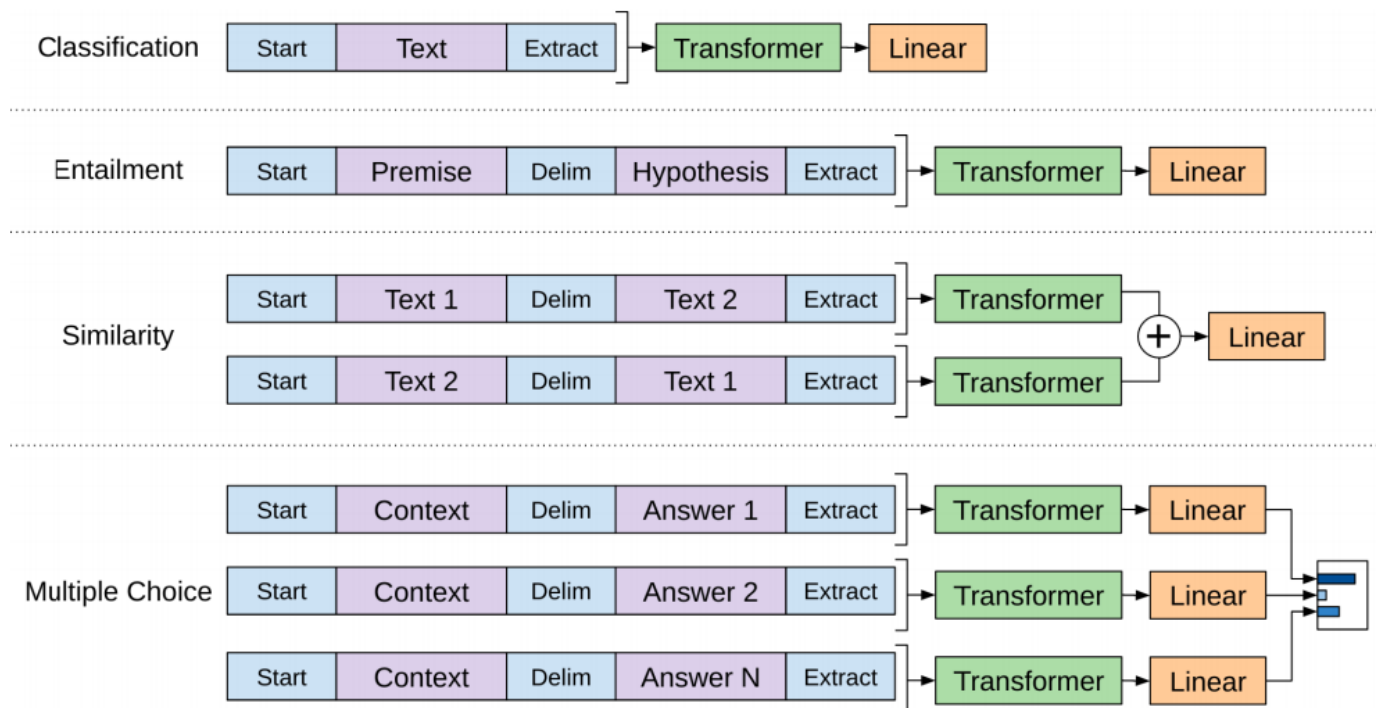 Classification Start Text Extract Transformer Linear
Entailment Start Premise Delim Hypothesis Extract Transformer Linear
Similarity
Start Text 1 Delim Text 2 Extract Transformer
+ Linear
Start Text 2 Delim Text 1 Extract Transformer
Multiple Choice
Start Context Delim Answer 1 Extract Transformer Linear
Start Context Delim Answer 2 Extract Transformer Linear
Start Context Delim Answer N Extract Transformer Linear